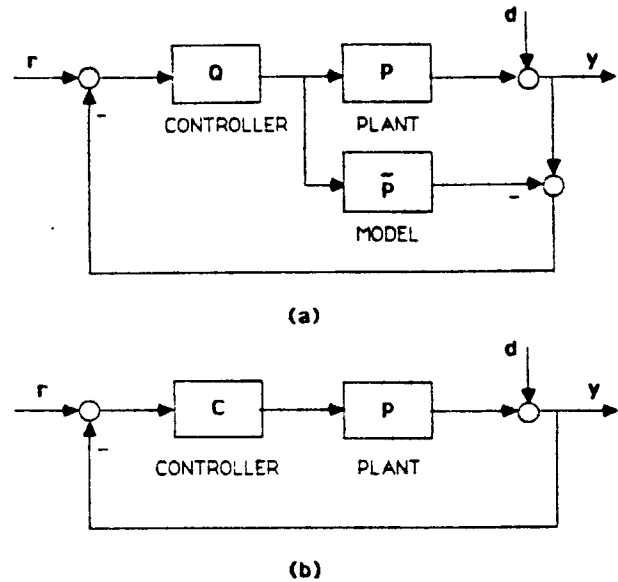 d
r
-
Q
P
y
CONTROLLER
PLANT
p̃
-
MODEL
(a)
d
r
-
C
P
y
CONTROLLER
PLANT
(b)